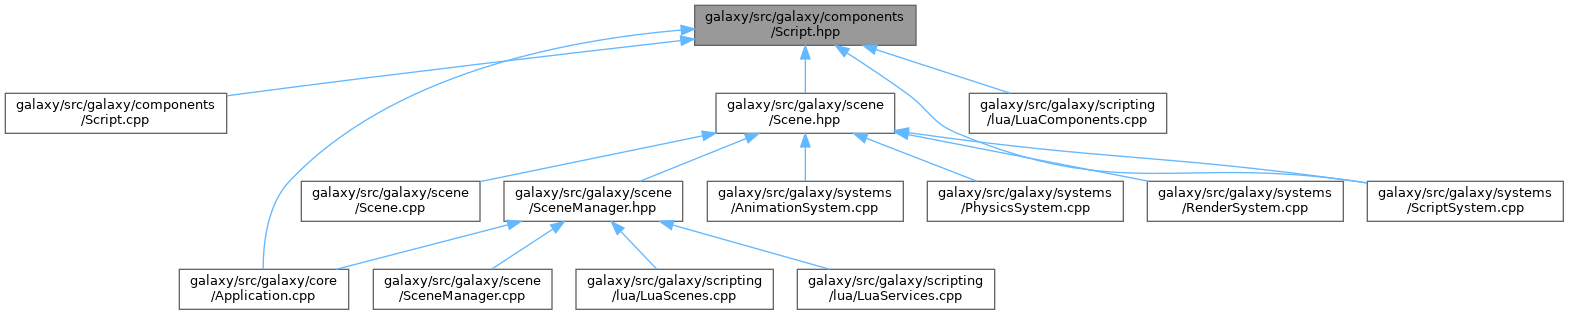 galaxy/src/galaxy/components
/Script.hpp
galaxy/src/galaxy/components
/Script.cpp
galaxy/src/galaxy/scene
/Scene.hpp
galaxy/src/galaxy/scripting
/lua/LuaComponents.cpp
galaxy/src/galaxy/scene
/Scene.cpp
galaxy/src/galaxy/scene
/SceneManager.hpp
galaxy/src/galaxy/systems
/AnimationSystem.cpp
galaxy/src/galaxy/systems
/PhysicsSystem.cpp
galaxy/src/galaxy/systems
/RenderSystem.cpp
galaxy/src/galaxy/systems
/ScriptSystem.cpp
galaxy/src/galaxy/core
/Application.cpp
galaxy/src/galaxy/scene
/SceneManager.cpp
galaxy/src/galaxy/scripting
/lua/LuaScenes.cpp
galaxy/src/galaxy/scripting
/lua/LuaServices.cpp